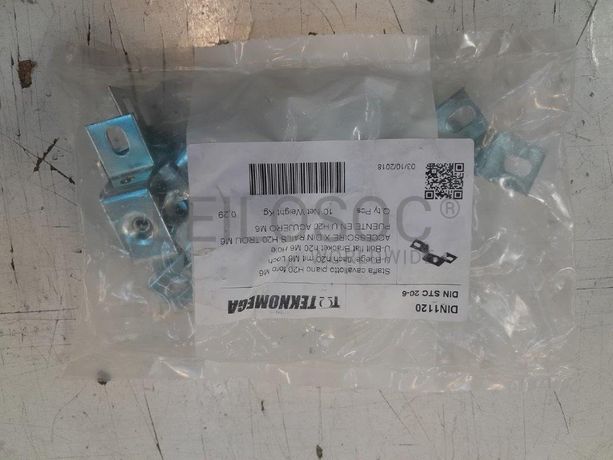 DIN1120
DIN STC 20-6
TEKNOMEGA
Staffa cavallotto piano H20 foro M6
U-Buegel flach h20 mit M6 Loch
U-Bolt flat Bracket h20 M6 Hole
ACCESSOIRE X DIN RAILS H20 TROU M6
PUENTE EN U H20 AGUJERO M6
Q.ty Pcs 10 Net Weight Kg 0.29
03/10/2018
EILOSOC®